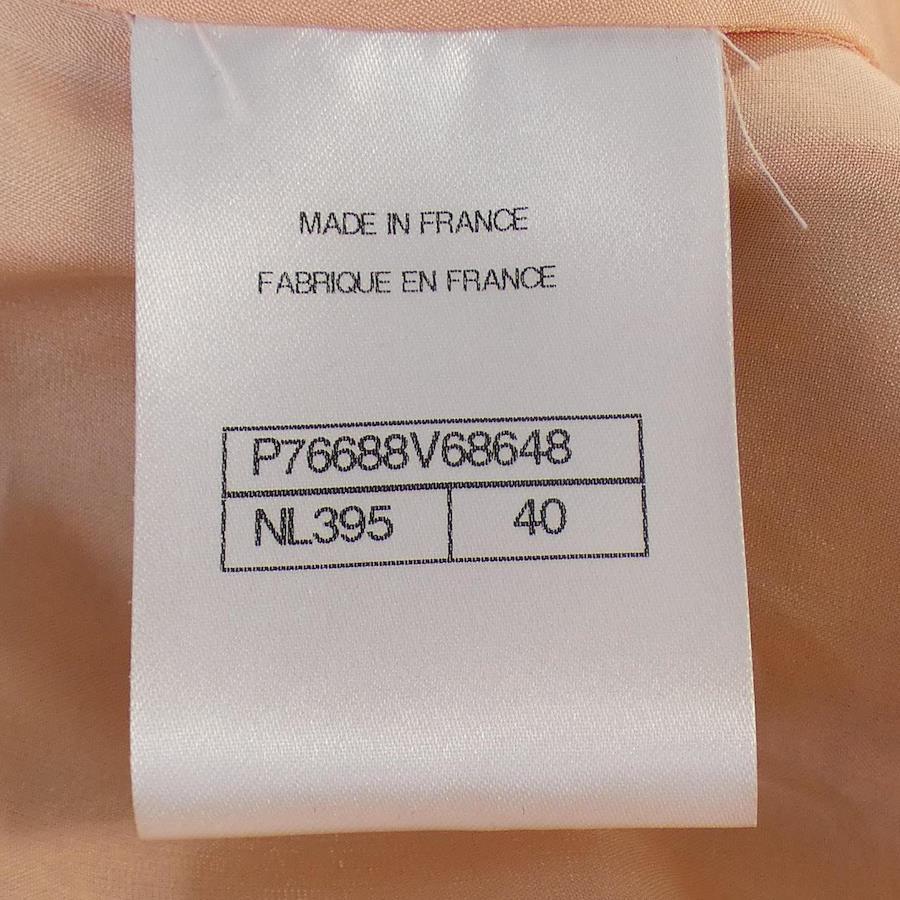 MADE IN FRANCE
FABRIQUE EN FRANCE
P76688V68648
NL395 40